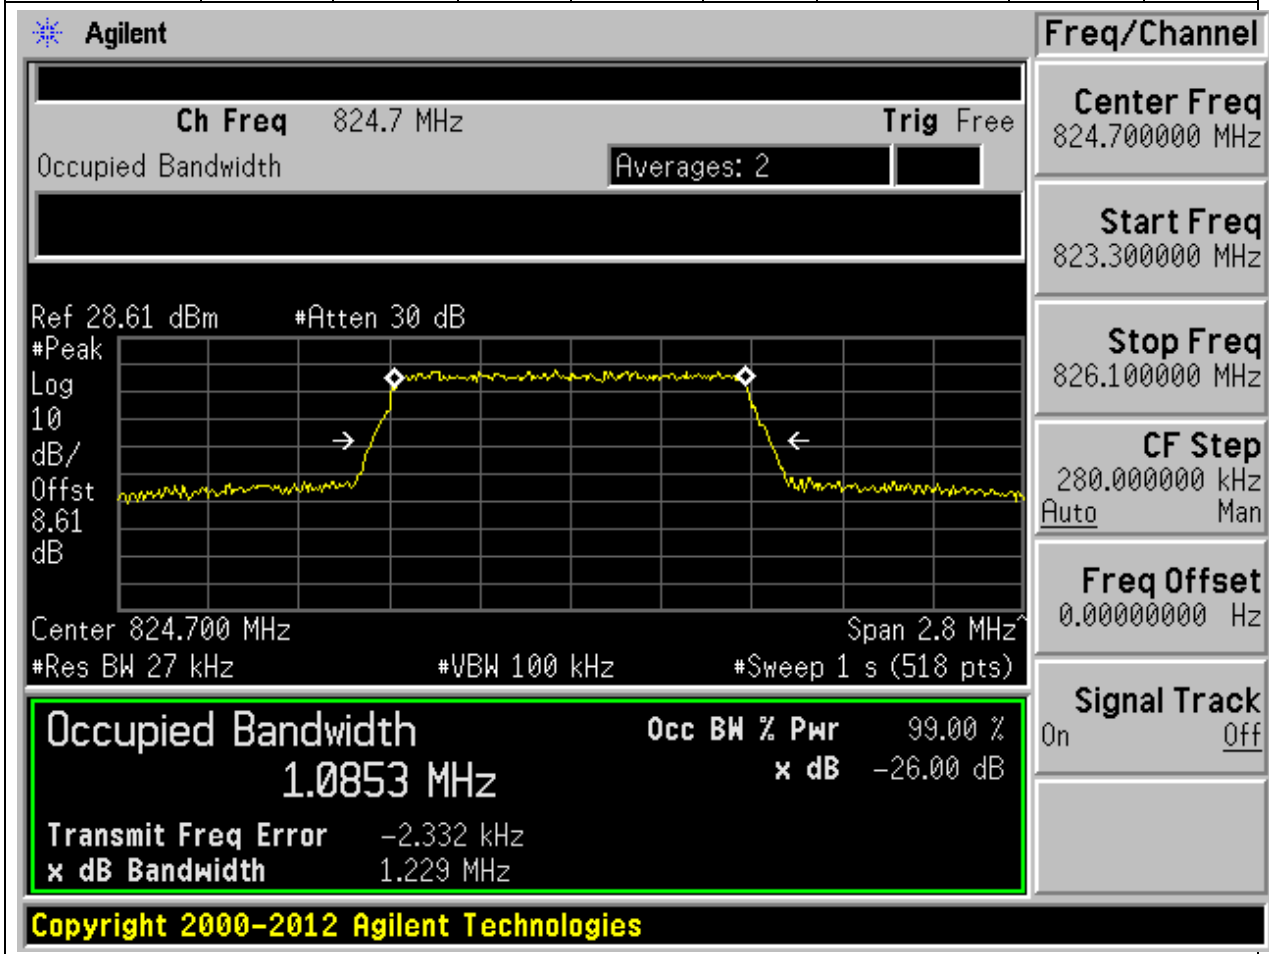 Agilent
Freq/Channel
Ch Freq 824.7 MHz Trig Free
Occupied Bandwidth Averages: 2
Center Freq
824.700000 MHz
Start Freq
823.300000 MHz
Stop Freq
826.100000 MHz
CF Step
280.000000 kHz
Auto Man
Freq Offset
0.00000000 Hz
Signal Track
On Off
Ref 28.61 dBm #Atten 30 dB
#Peak
Log
10
dB/
Offst
8.61
dB
Center 824.700 MHz Span 2.8 MHz^
#Res BW 27 kHz #VBW 100 kHz #Sweep 1 s (518 pts)
Occupied Bandwidth Occ BW % Pwr 99.00 %
1.0853 MHz x dB -26.00 dB
Transmit Freq Error -2.332 kHz
x dB Bandwidth 1.229 MHz
Copyright 2000-2012 Agilent Technologies